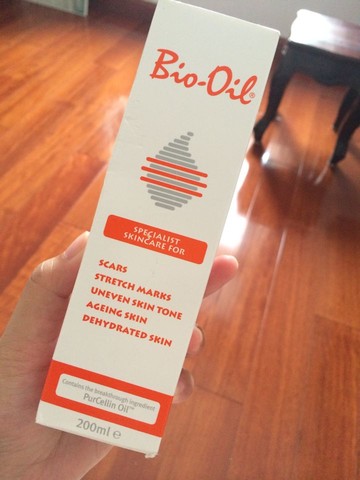 Bio-Oil®
SPECIALIST
SKINCARE FOR
SCARS
STRETCH MARKS
UNEVEN SKIN TONE
AGEING SKIN
DEHYDRATED SKIN
Contains the breakthrough ingredient
PurCellin Oil™
200ml ℮